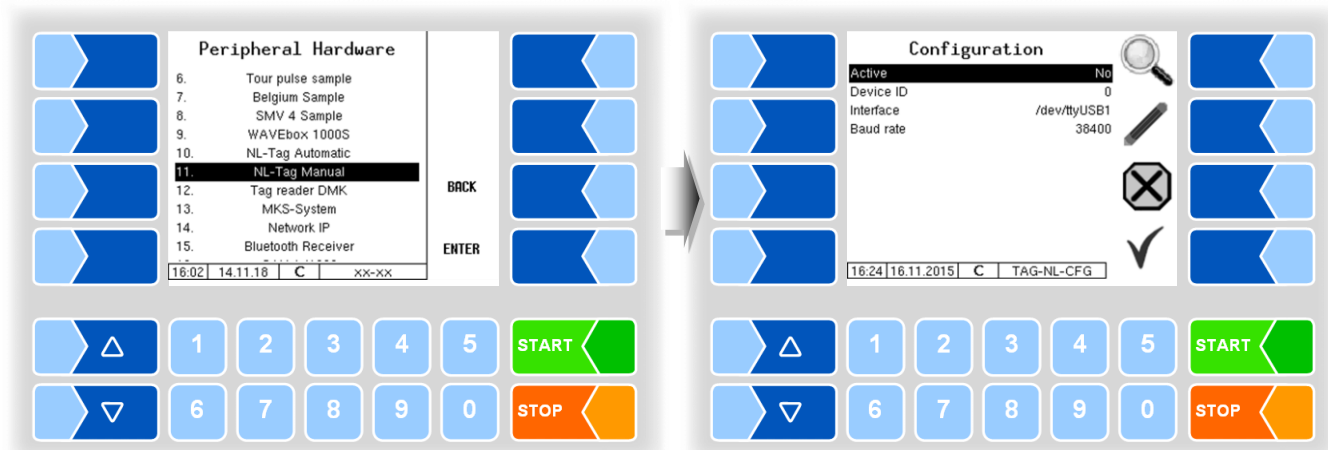 Peripheral Hardware
6. Tour pulse sample
7. Belgium Sample
8. SMV 4 Sample
9. WAVEbox 1000S
10. NL-Tag Automatic
11. NL-Tag Manual
12. Tag reader DMK
13. MKS-System
14. Network IP
15. Bluetooth Receiver
BACK
ENTER
16:02 14.11.18 C xx-xx
1 2 3 4 5 START
6 7 8 9 0 STOP
Configuration
Active No
Device ID 0
Interface /dev/ttyUSB1
Baud rate 38400
16:24 16.11.2015 C TAG-NL-CFG
1 2 3 4 5 START
6 7 8 9 0 STOP